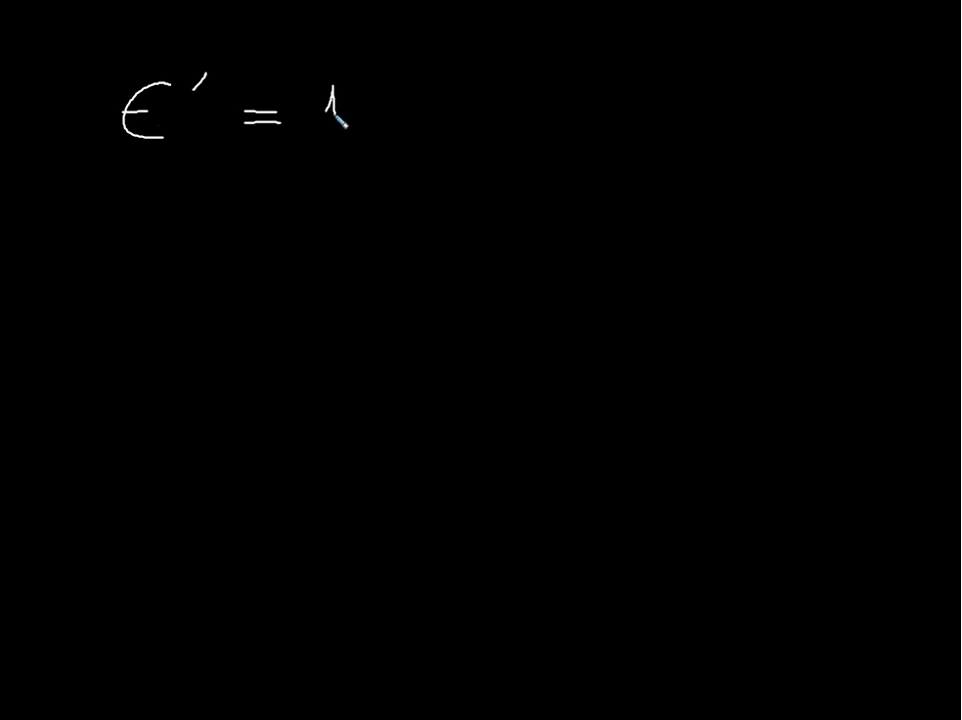 ϵ′ = 1